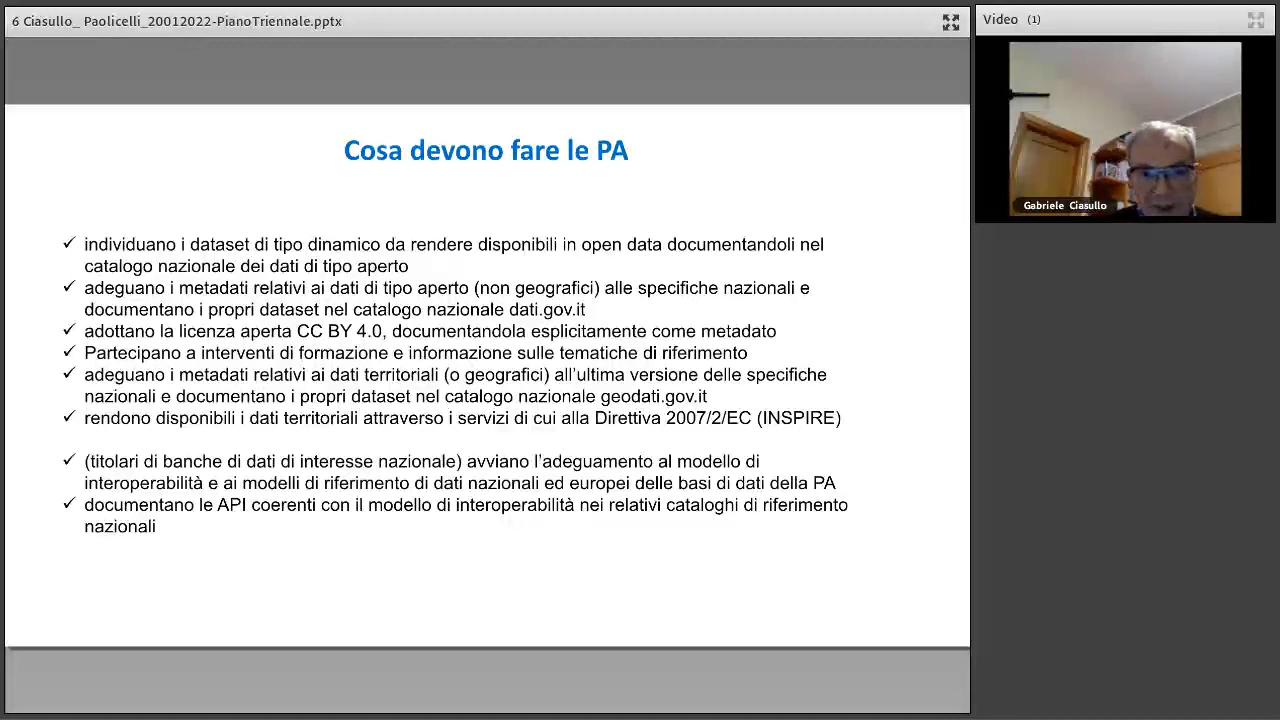 6 Ciasullo_ Paolicelli_20012022-PianoTriennale.pptx
Video (1)
Gabriele Ciasullo
Cosa devono fare le PA
✓ individuano i dataset di tipo dinamico da rendere disponibili in open data documentandoli nel
catalogo nazionale dei dati di tipo aperto
✓ adeguano i metadati relativi ai dati di tipo aperto (non geografici) alle specifiche nazionali e
documentano i propri dataset nel catalogo nazionale dati.gov.it
✓ adottano la licenza aperta CC BY 4.0, documentandola esplicitamente come metadato
✓ Partecipano a interventi di formazione e informazione sulle tematiche di riferimento
✓ adeguano i metadati relativi ai dati territoriali (o geografici) all’ultima versione delle specifiche
nazionali e documentano i propri dataset nel catalogo nazionale geodati.gov.it
✓ rendono disponibili i dati territoriali attraverso i servizi di cui alla Direttiva 2007/2/EC (INSPIRE)
✓ (titolari di banche di dati di interesse nazionale) avviano l’adeguamento al modello di
interoperabilità e ai modelli di riferimento di dati nazionali ed europei delle basi di dati della PA
✓ documentano le API coerenti con il modello di interoperabilità nei relativi cataloghi di riferimento
nazionali